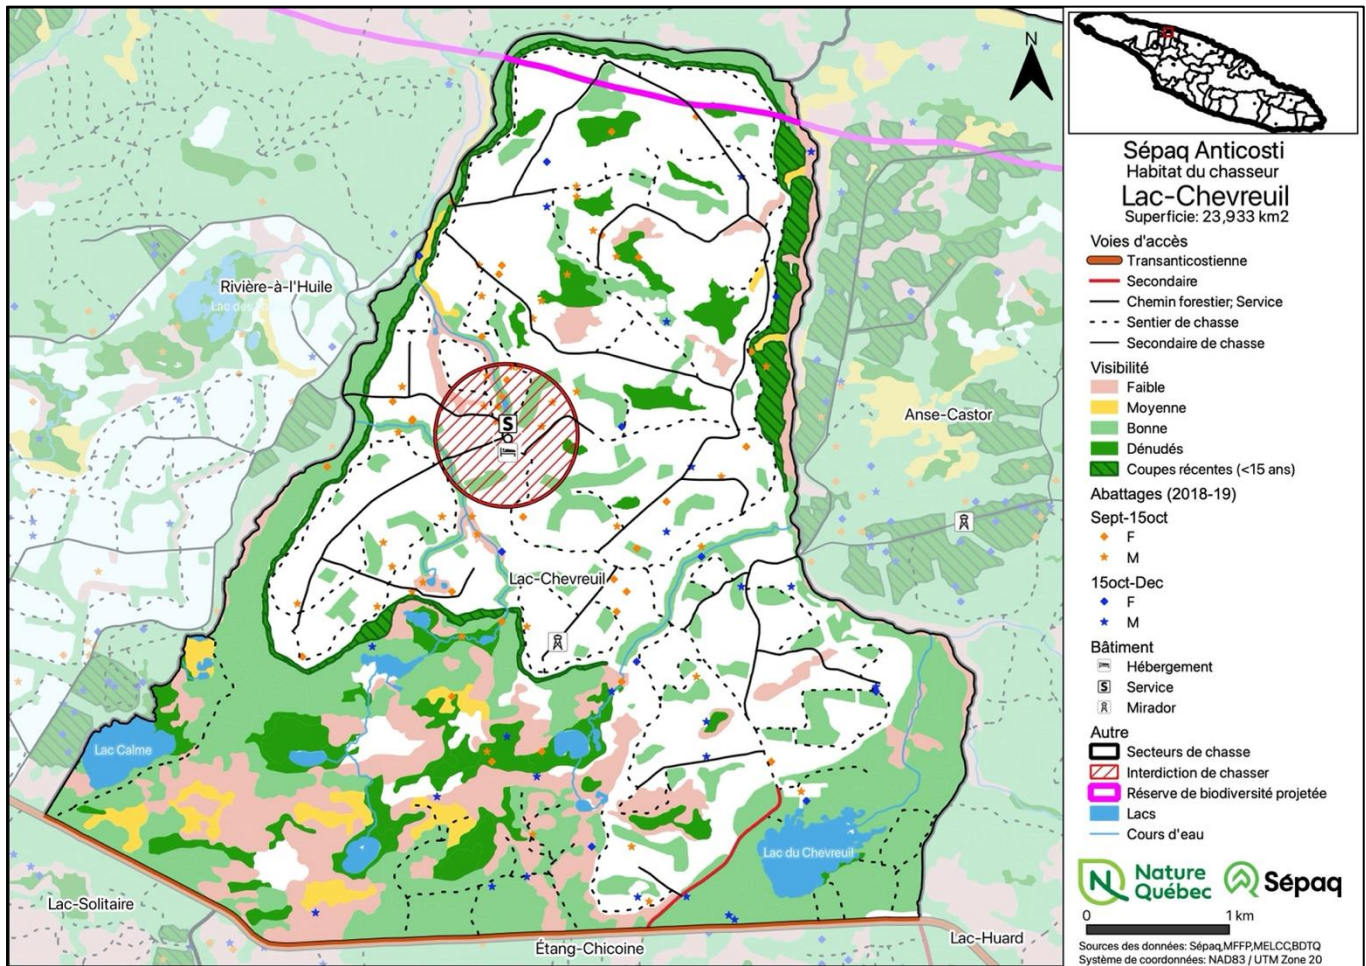 N
Rivière-à-l'Huile
Anse-Castor
S
Lac-Chevreuil
Lac Calme
Lac du Chevreuil
Lac-Solitaire
Étang-Chicoine
Lac-Huard
Sépaq Anticosti
Habitat du chasseur
Lac-Chevreuil
Superficie: 23,933 km2
Voies d'accès
Transanticostienne
Secondaire
Chemin forestier; Service
Sentier de chasse
Secondaire de chasse
Visibilité
Faible
Moyenne
Bonne
Dénudés
Coupes récentes (<15 ans)
Abattages (2018-19)
Sept-15oct
F
M
15oct-Dec
F
M
Bâtiment
Hébergement
S Service
Mirador
Autre
Secteurs de chasse
Interdiction de chasser
Réserve de biodiversité projetée
Lacs
Cours d'eau
N Nature
Québec
Sépaq
0 1 km
Sources des données: Sépaq,MFFP,MELCC,BDTQ
Système de coordonnées: NAD83 / UTM Zone 20